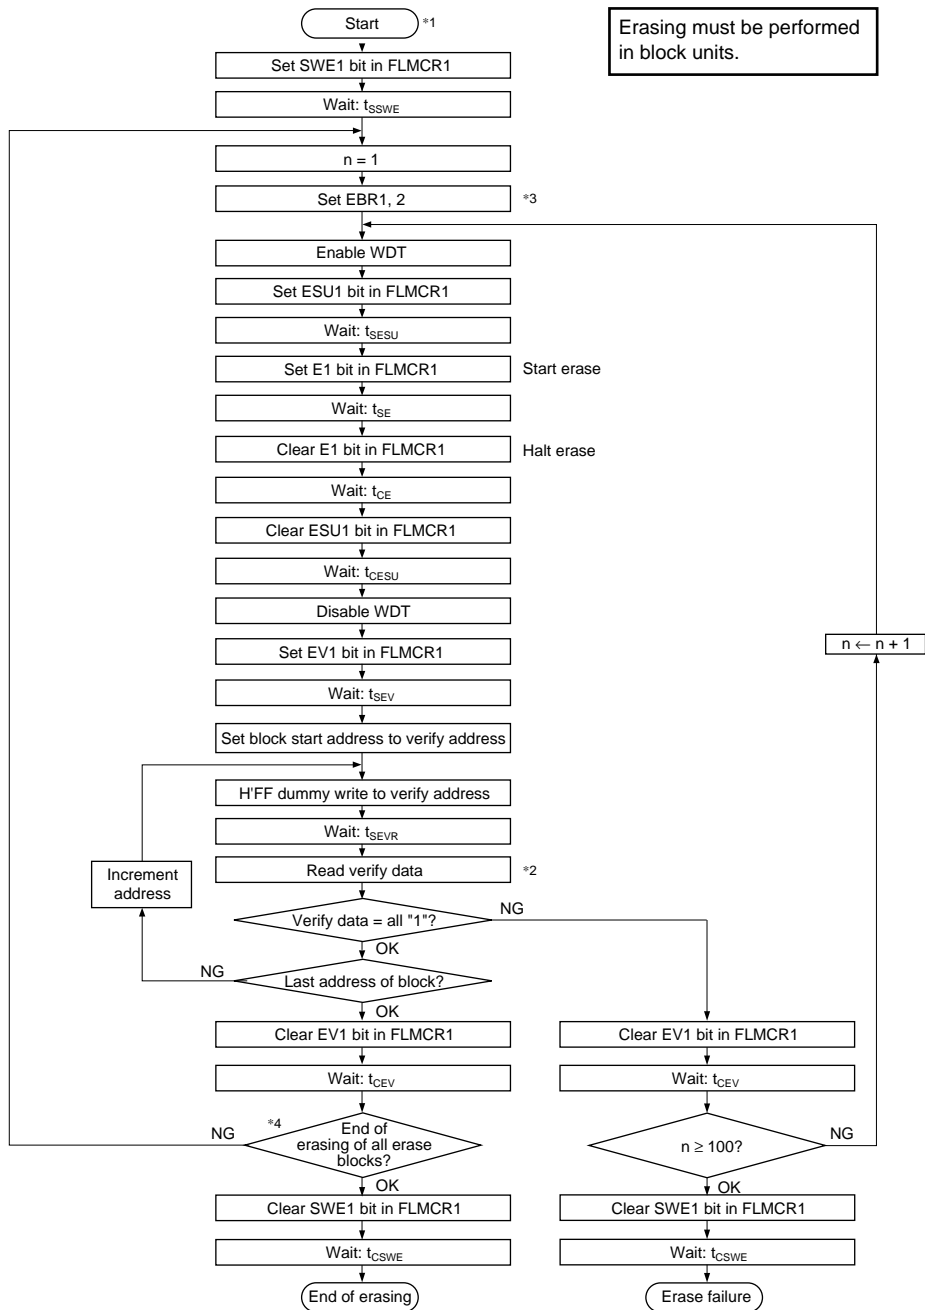 Start *1
Erasing must be performed
in block units.
Set SWE1 bit in FLMCR1
Wait: tSSWE
n = 1
Set EBR1, 2 *3
Enable WDT
Set ESU1 bit in FLMCR1
Wait: tSESU
Set E1 bit in FLMCR1 Start erase
Wait: tSE
Clear E1 bit in FLMCR1 Halt erase
Wait: tCE
Clear ESU1 bit in FLMCR1
Wait: tCESU
Disable WDT
Set EV1 bit in FLMCR1
n ← n + 1
Wait: tSEV
Set block start address to verify address
H'FF dummy write to verify address
Wait: tSEVR
Increment
address
Read verify data *2
Verify data = all "1"? NG
OK
NG Last address of block?
OK
Clear EV1 bit in FLMCR1 Clear EV1 bit in FLMCR1
Wait: tCEV Wait: tCEV
NG *4 End of
erasing of all erase
blocks?
n ≥ 100? NG
OK OK
Clear SWE1 bit in FLMCR1 Clear SWE1 bit in FLMCR1
Wait: tCSWE Wait: tCSWE
End of erasing Erase failure